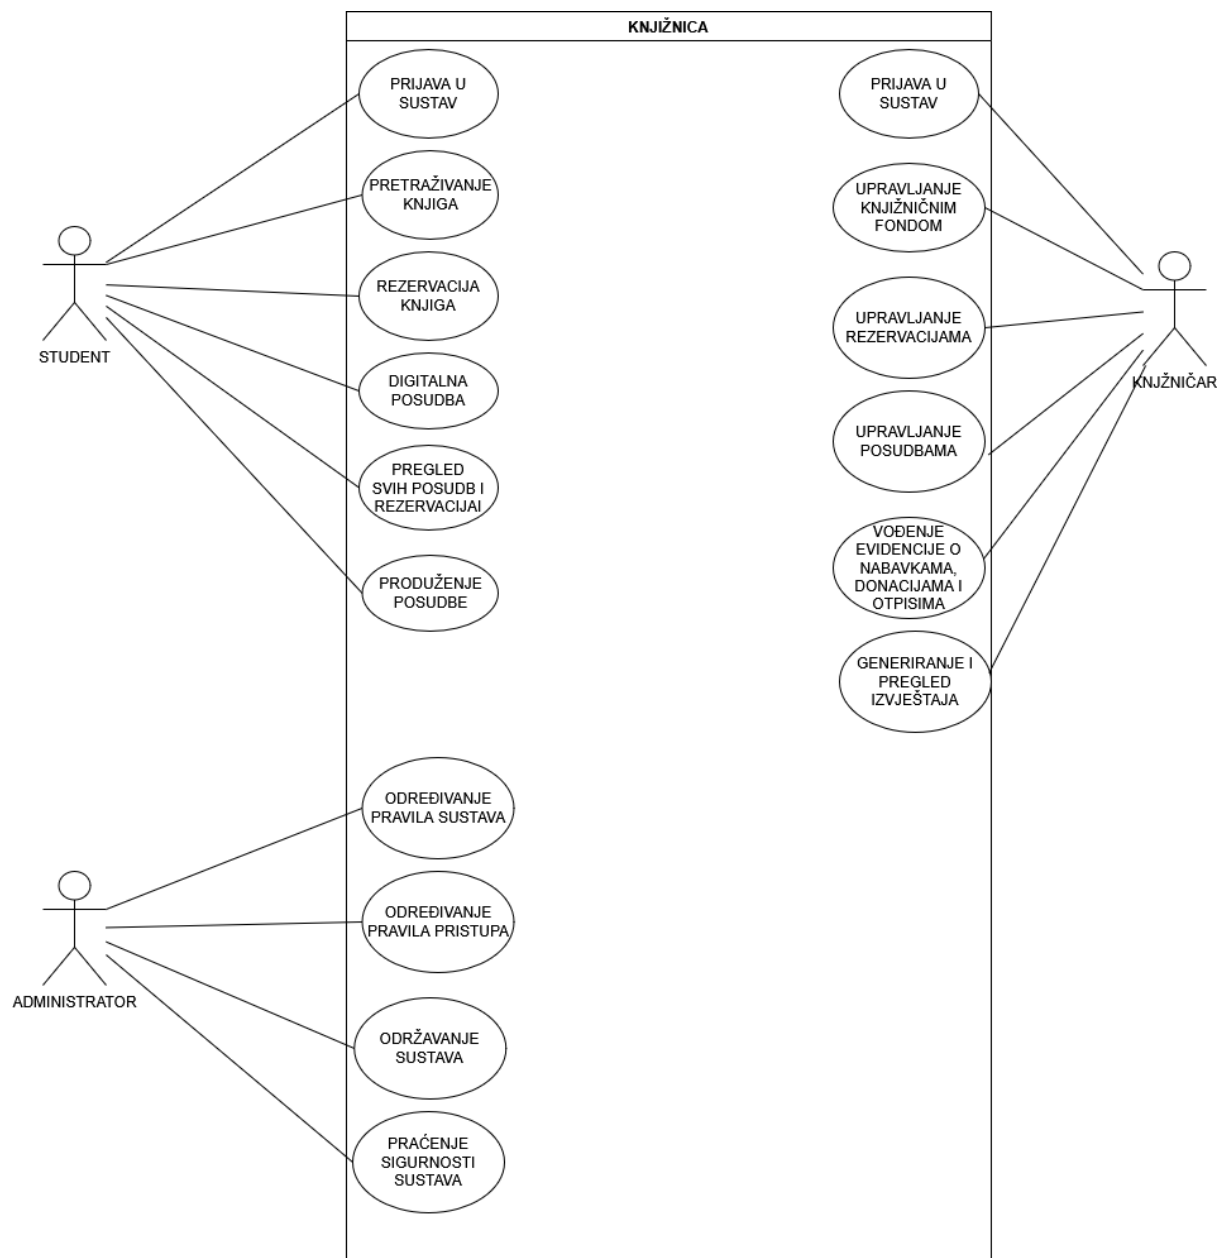 KNJIŽNICA
PRIJAVA U
SUSTAV
PRETRAŽIVANJE
KNJIGA
REZERVACIJA
KNJIGA
DIGITALNA
POSUDBA
PREGLED
SVIH POSUDB I
REZERVACIJAI
PRODUŽENJE
POSUDBE
STUDENT
PRIJAVA U
SUSTAV
UPRAVLJANJE
KNJIŽNIČNIM
FONDOM
UPRAVLJANJE
REZERVACIJAMA
UPRAVLJANJE
POSUDBAMA
VOĐENJE
EVIDENCIJE O
NABAVKAMA,
DONACIJAMA I
OTPISIMA
GENERIRANJE I
PREGLED
IZVJEŠTAJA
KNJŽNIČAR
ODREĐIVANJE
PRAVILA SUSTAVA
ODREĐIVANJE
PRAVILA PRISTUPA
ODRŽAVANJE
SUSTAVA
PRAĆENJE
SIGURNOSTI
SUSTAVA
ADMINISTRATOR